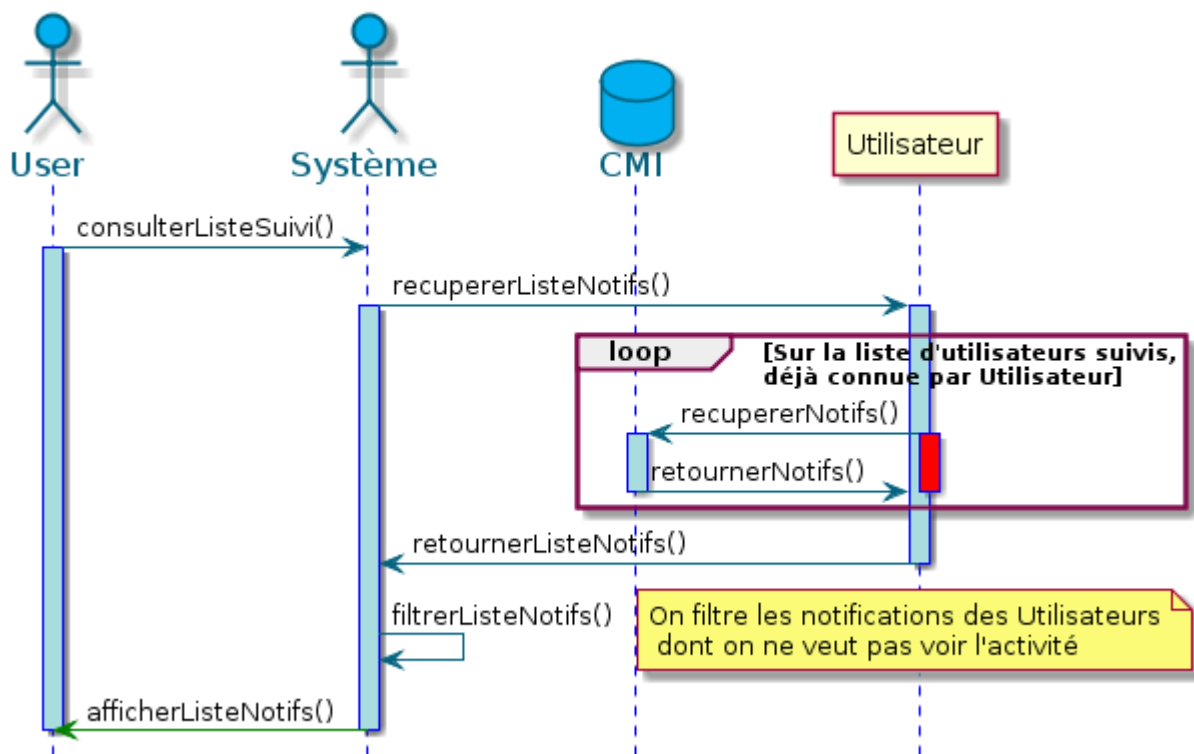 User
Système
CMI
Utilisateur
consulterListeSuivi()
recupererListeNotifs()
loop
[Sur la liste d'utilisateurs suivis,
déjà connue par Utilisateur]
recupererNotifs()
retournerNotifs()
retournerListeNotifs()
filtrerListeNotifs()
On filtre les notifications des Utilisateurs
dont on ne veut pas voir l'activité
afficherListeNotifs()